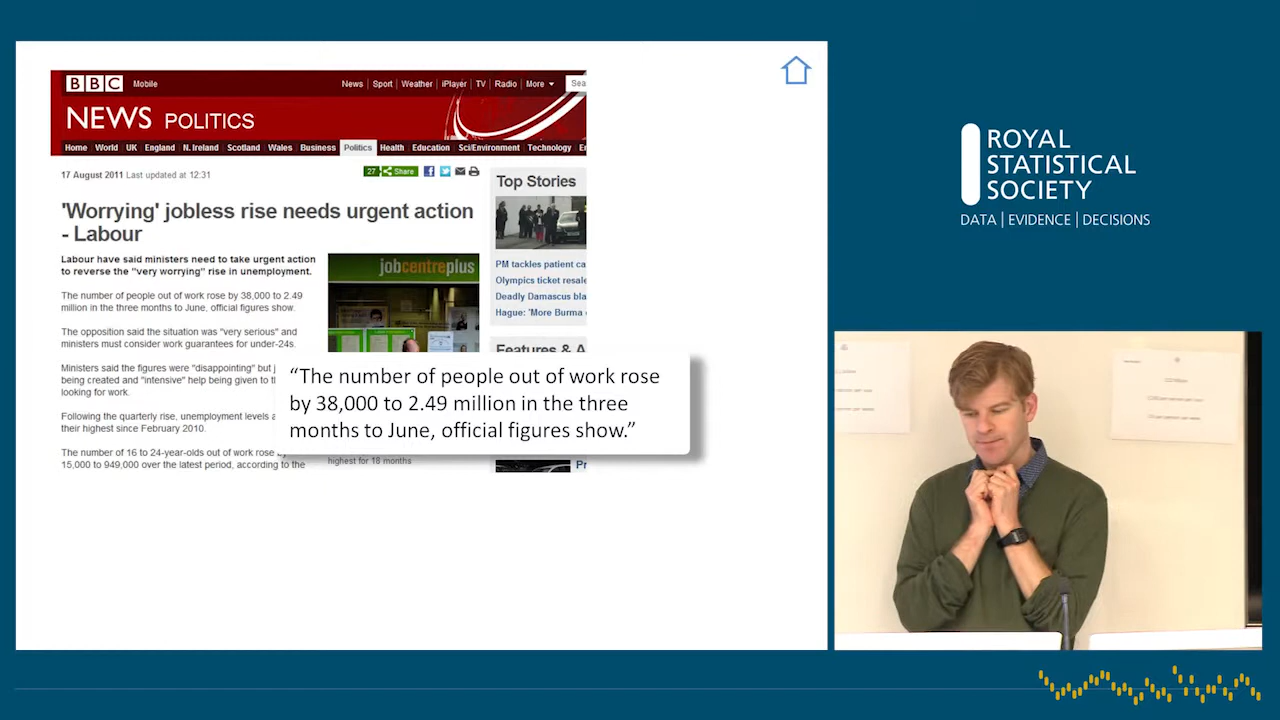 BBC Mobile News Sport Weather iPlayer TV Radio More Sea
NEWS POLITICS
Home World UK England N. Ireland Scotland Wales Business Politics Health Education Sci/Environment Technology
17 August 2011 Last updated at 12:31
27 Share
'Worrying' jobless rise needs urgent action
- Labour
Labour have said ministers need to take urgent action
to reverse the "very worrying" rise in unemployment.
The number of people out of work rose by 38,000 to 2.49
million in the three months to June, official figures show.
The opposition said the situation was "very serious" and
ministers must consider work guarantees for under-24s.
Ministers said the figures were "disappointing" but
being created and "intensive" help being given to
looking for work.
Following the quarterly rise, unemployment levels
their highest since February 2010.
The number of 16 to 24-year-olds out of work rose
15,000 to 949,000 over the latest period, according to the
jobcentreplus
highest for 18 months
Top Stories
PM tackles patient ca
Olympics ticket resale
Deadly Damascus bla
Hague: 'More Burma
Features & A
Pr
“The number of people out of work rose
by 38,000 to 2.49 million in the three
months to June, official figures show.”
ROYAL
STATISTICAL
SOCIETY
DATA | EVIDENCE | DECISIONS